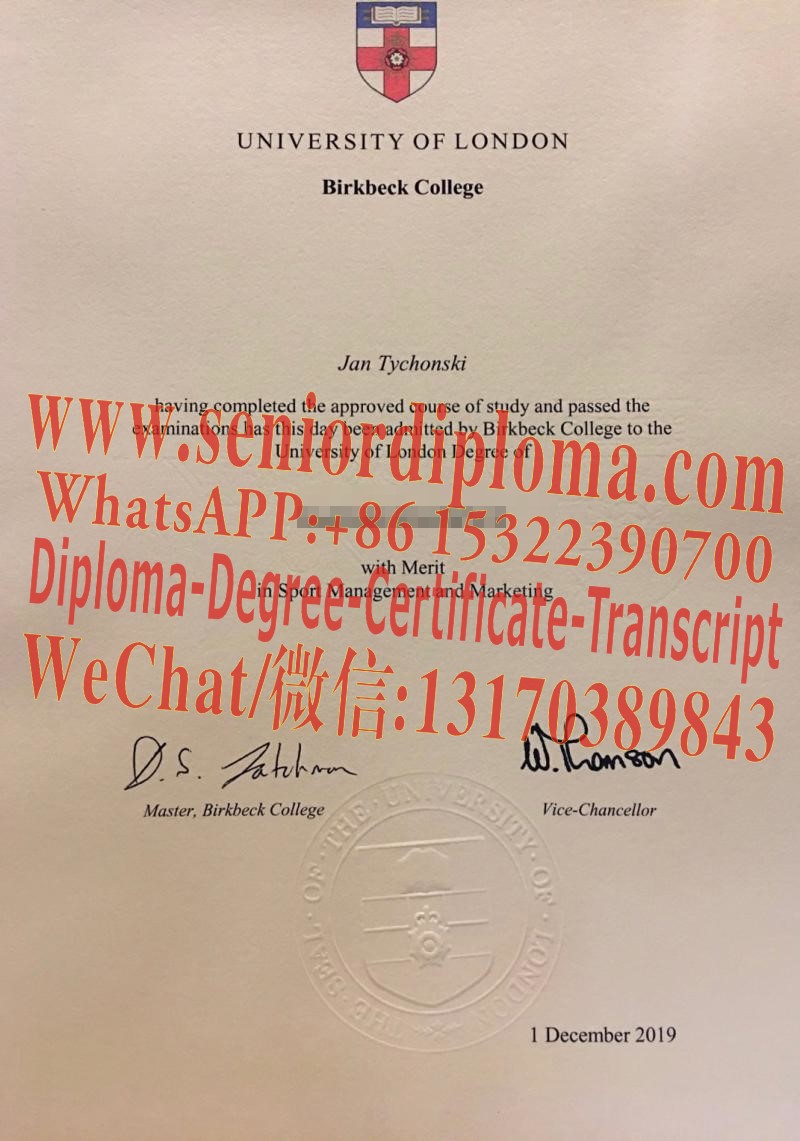 UNIVERSITY OF LONDON
Birkbeck College
Jan Tychonski
having completed the approved course of study and passed the
examinations has this day been admitted by Birkbeck College to the
University of London Degree of
www.seniordiploma.com
WhatsAPP:+86 15322390700
with Merit
in Sport Management and Marketing
Diploma-Degree-Certificate-Transcript
WeChat/微信:13170389843
D.S.
W. Thomson
Master, Birkbeck College
Vice-Chancellor
THE · SEAL · OF · THE · UNIVERSITY · OF · LONDON
1 December 2019